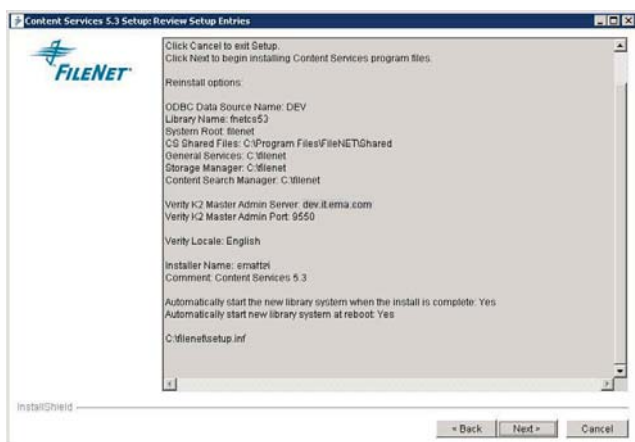 Content Services 5.3 Setup: Review Setup Entries
FILENET
Click Cancel to exit Setup.
Click Next to begin installing Content Services program files.
Reinstall options:
ODBC Data Source Name: DEV
Library Name: fnetcs53
System Root: filenet
CS Shared Files: C:\Program Files\FileNET\Shared
General Services: C:\filenet
Storage Manager: C:\filenet
Content Search Manager: C:\filenet
Verity K2 Master Admin Server: dev.it.ema.com
Verity K2 Master Admin Port: 9550
Verity Locale: English
Installer Name: emattei
Comment: Content Services 5.3
Automatically start the new library system when the install is complete: Yes
Automatically start new library system at reboot: Yes
C:\filenet\setup.inf
InstallShield
< Back
Next >
Cancel